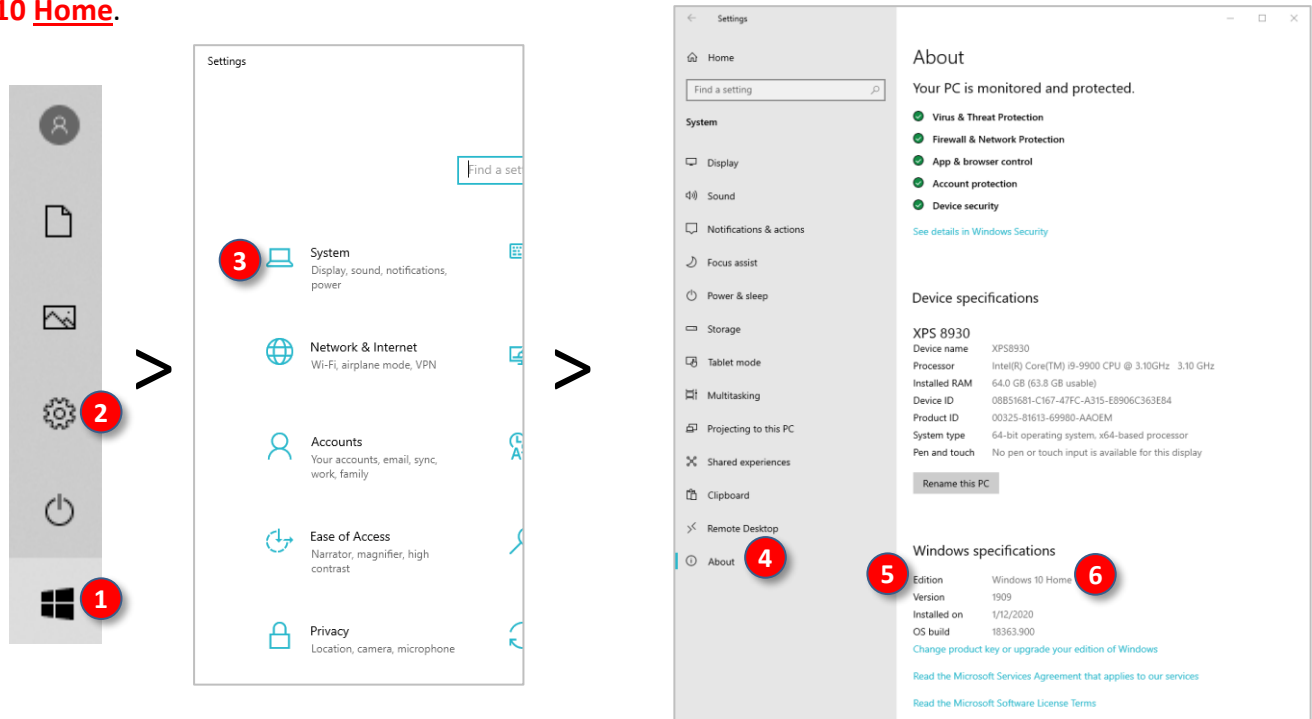 10 Home.
1
2
>
Settings
Find a set
3
System
Display, sound, notifications,
power
Network & Internet
Wi-Fi, airplane mode, VPN
Accounts
Your accounts, email, sync,
work, family
Ease of Access
Narrator, magnifier, high
contrast
Privacy
Location, camera, microphone
>
Settings
Home
Find a setting
System
Display
Sound
Notifications & actions
Focus assist
Power & sleep
Storage
Tablet mode
Multitasking
Projecting to this PC
Shared experiences
Clipboard
Remote Desktop
About
4
About
Your PC is monitored and protected.
Virus & Threat Protection
Firewall & Network Protection
App & browser control
Account protection
Device security
See details in Windows Security
Device specifications
XPS 8930
Device name XPS8930
Processor Intel(R) Core(TM) i9-9900 CPU @ 3.10GHz 3.10 GHz
Installed RAM 64.0 GB (63.8 GB usable)
Device ID 08B51681-C167-47FC-A315-E8906C363E84
Product ID 00325-81613-69980-AAOEM
System type 64-bit operating system, x64-based processor
Pen and touch No pen or touch input is available for this display
Rename this PC
Windows specifications
5 Edition Windows 10 Home 6
Version 1909
Installed on 1/12/2020
OS build 18363.900
Change product key or upgrade your edition of Windows
Read the Microsoft Services Agreement that applies to our services
Read the Microsoft Software License Terms